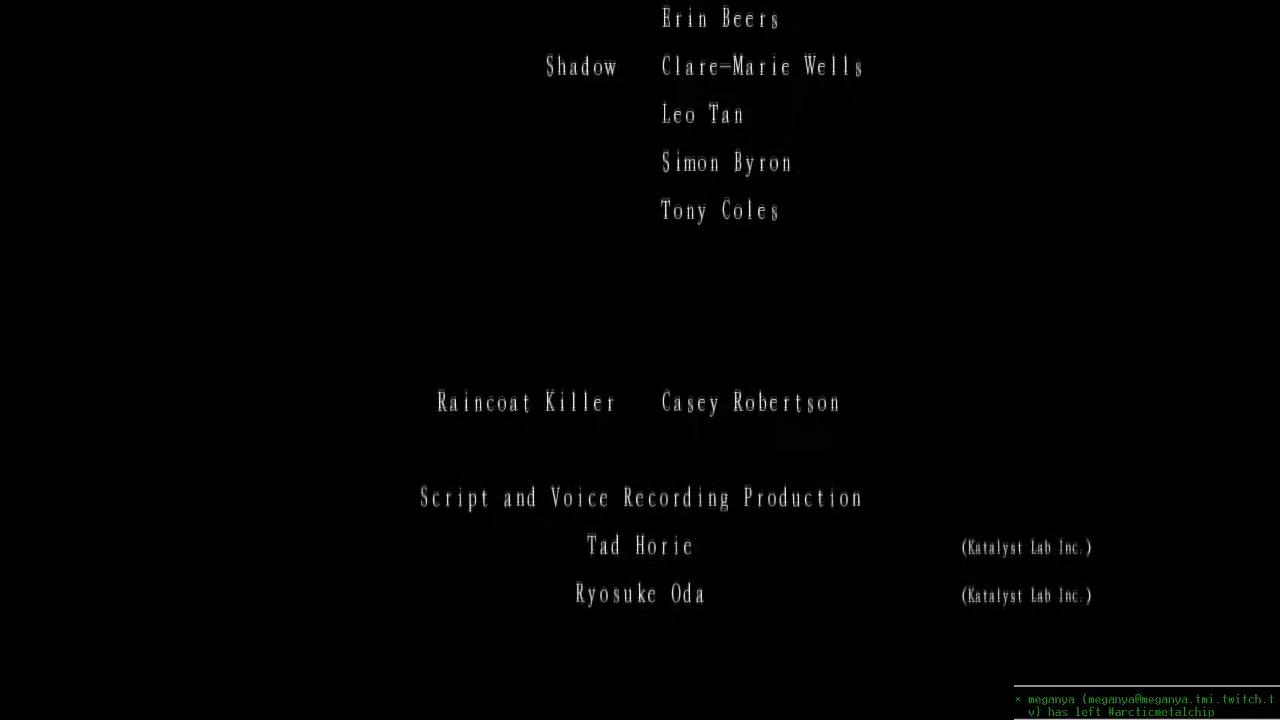 Erin Beers
Shadow Clare-Marie Wells
Leo Tan
Simon Byron
Tony Coles
Raincoat Killer Casey Robertson
Script and Voice Recording Production
Tad Horie (Katalyst Lab Inc.)
Ryosuke Oda (Katalyst Lab Inc.)
× meganya (meganya@meganya.tmi.twitch.t
v) has left #arcticmetalchip